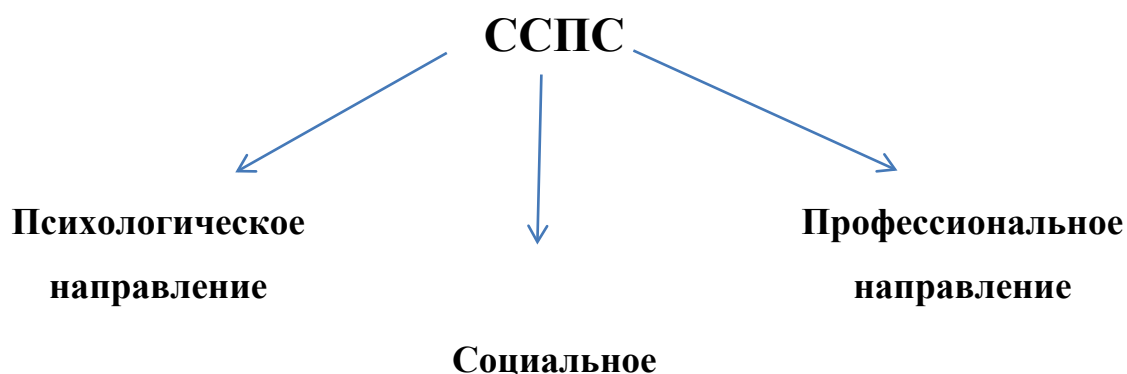 ССПС
Психологическое
направление
Профессиональное
направление
Социальное